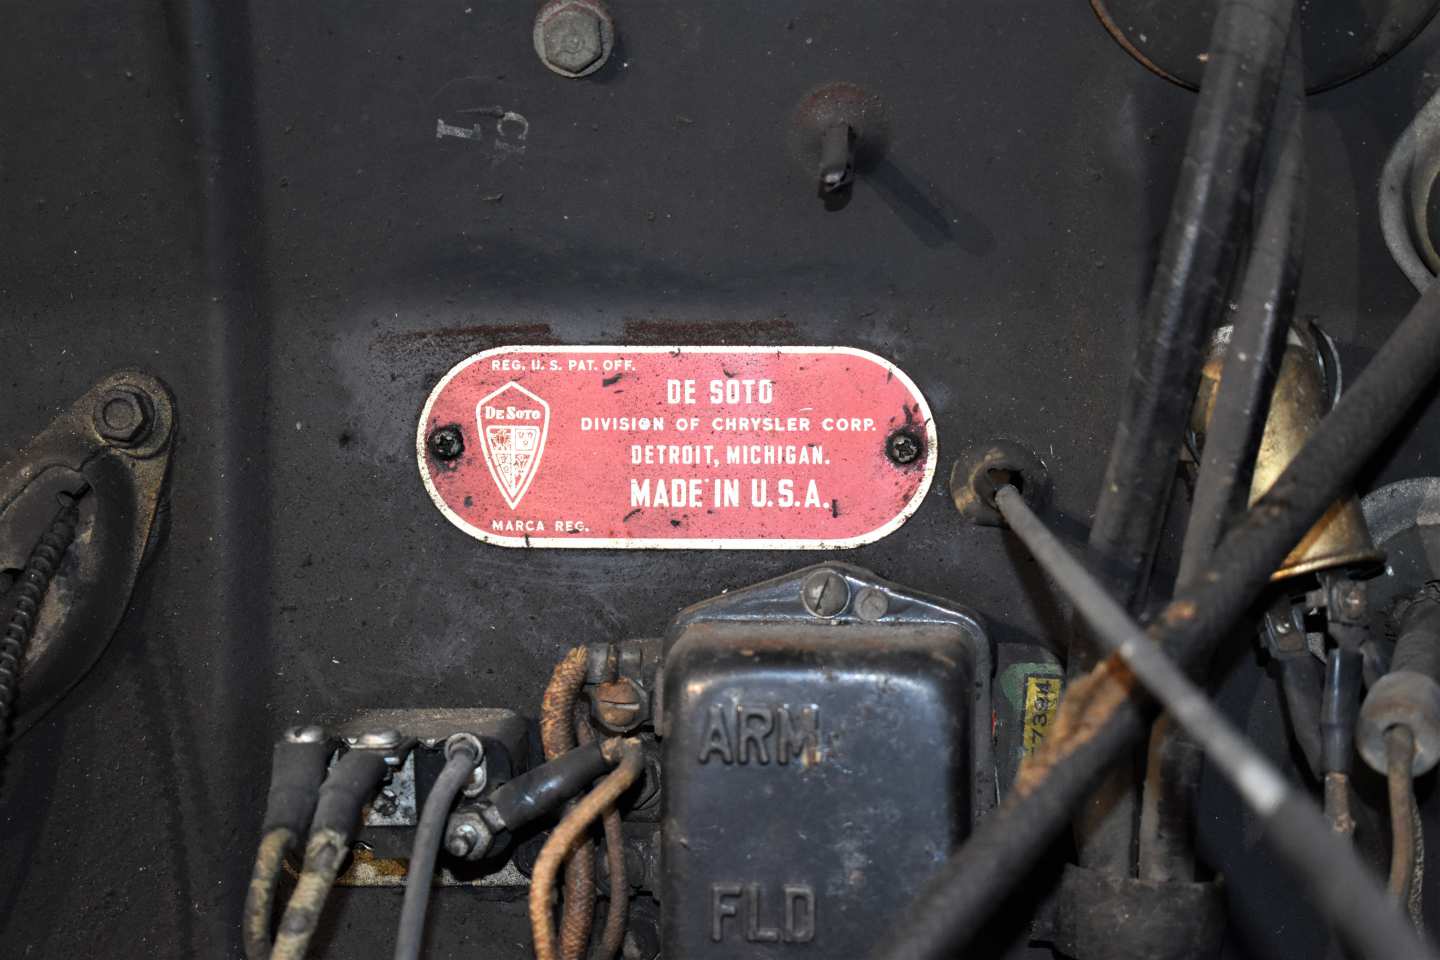 REG. U.S. PAT. OFF.
DE SOTO
DE SOTO
DIVISION OF CHRYSLER CORP.
DETROIT, MICHIGAN.
MADE IN U.S.A.
MARCA REG.
ARM.
FLD